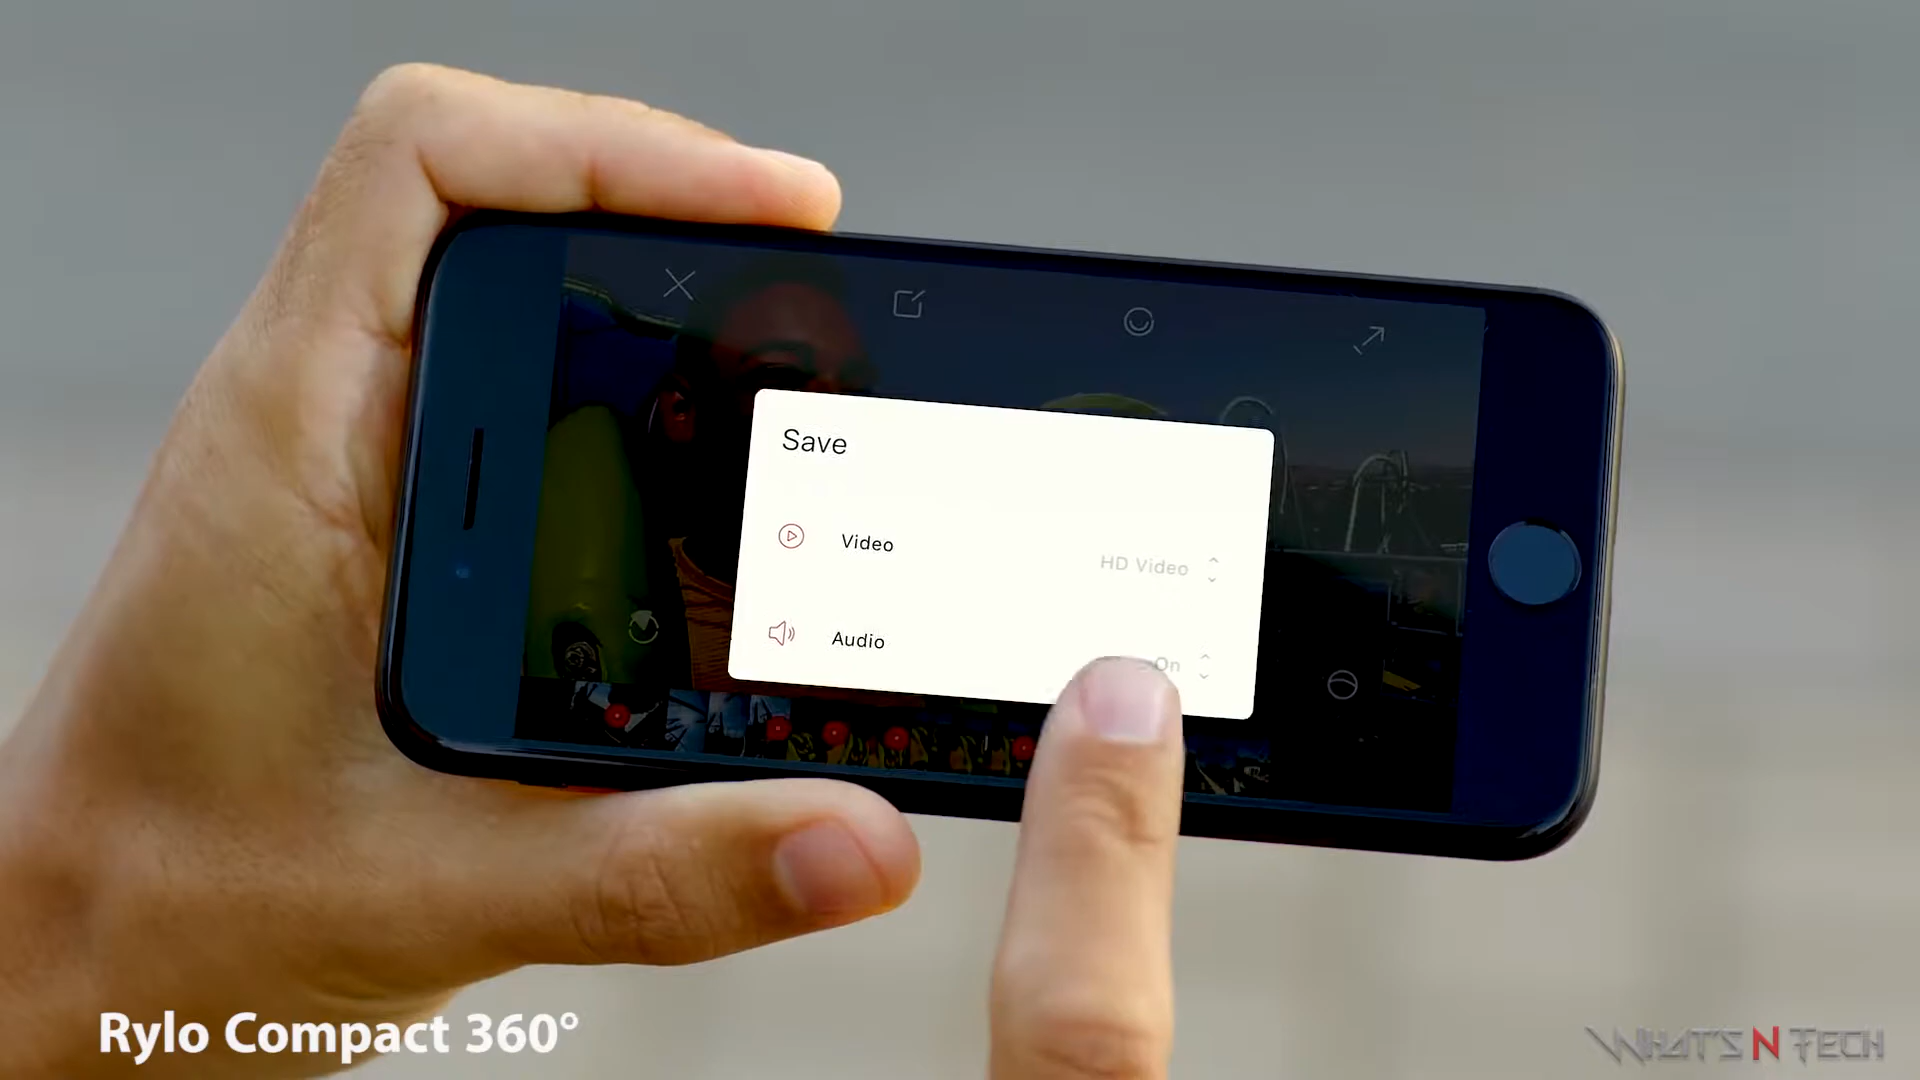 Save
Video
HD Video
Audio
On
Rylo Compact 360°
WHAT'S N TECH